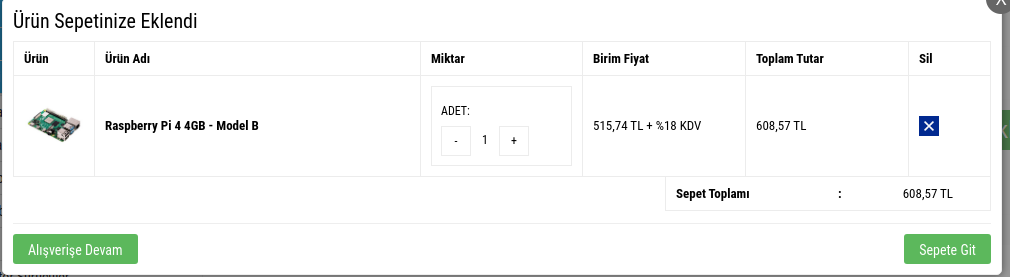 X
Ürün Sepetinize Eklendi
Ürün Ürün Adı Miktar Birim Fiyat Toplam Tutar Sil
ADET:
Raspberry Pi 4 4GB - Model B - 1 + 515,74 TL + %18 KDV 608,57 TL
Sepet Toplamı : 608,57 TL
Alışverişe Devam Sepete Git